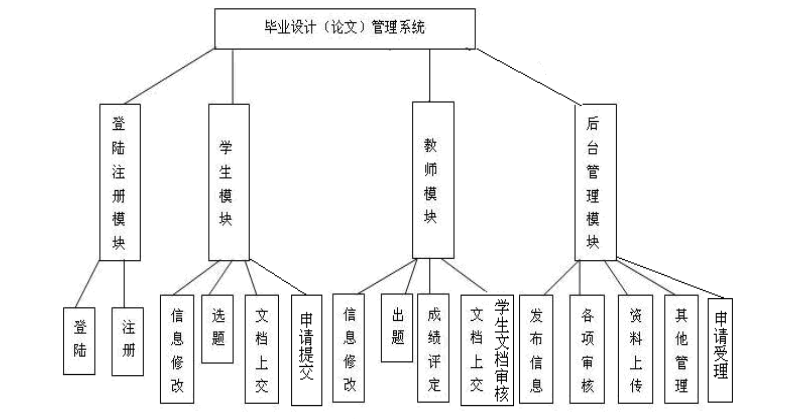 毕业设计（论文）管理系统
登陆注册模块
学生模块
教师模块
后台管理模块
登陆
注册
信息修改
选题
文档上交
申请提交
信息修改
出题
成绩评定
文档上交
学生文档审核
发布信息
各项审核
资料上传
其他管理
申请受理